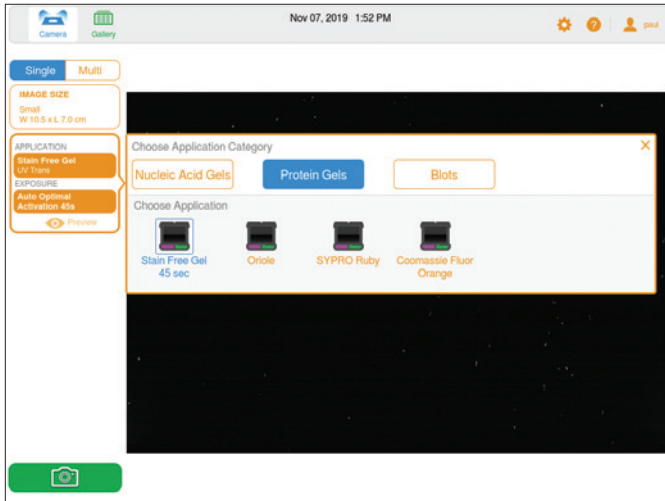 Nov 07, 2019 1:52 PM
Camera
Gallery
paul
Single
Multi
IMAGE SIZE
Small
W 10.5 x L 7.0 cm
APPLICATION
Stain Free Gel
UV Trans
EXPOSURE
Auto Optimal
Activation 45s
Preview
Choose Application Category
Nucleic Acid Gels
Protein Gels
Blots
Choose Application
Stain Free Gel
45 sec
Oriole
SYPRO Ruby
Coomassie Fluor
Orange